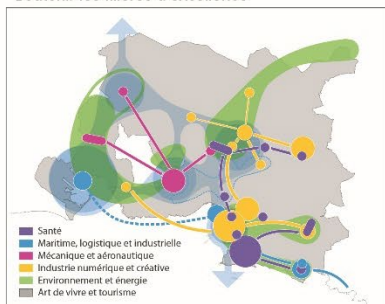 Santé
Maritime, logistique et industrielle
Mécanique et aéronautique
Industrie numérique et créative
Environnement et énergie
Art de vivre et tourisme